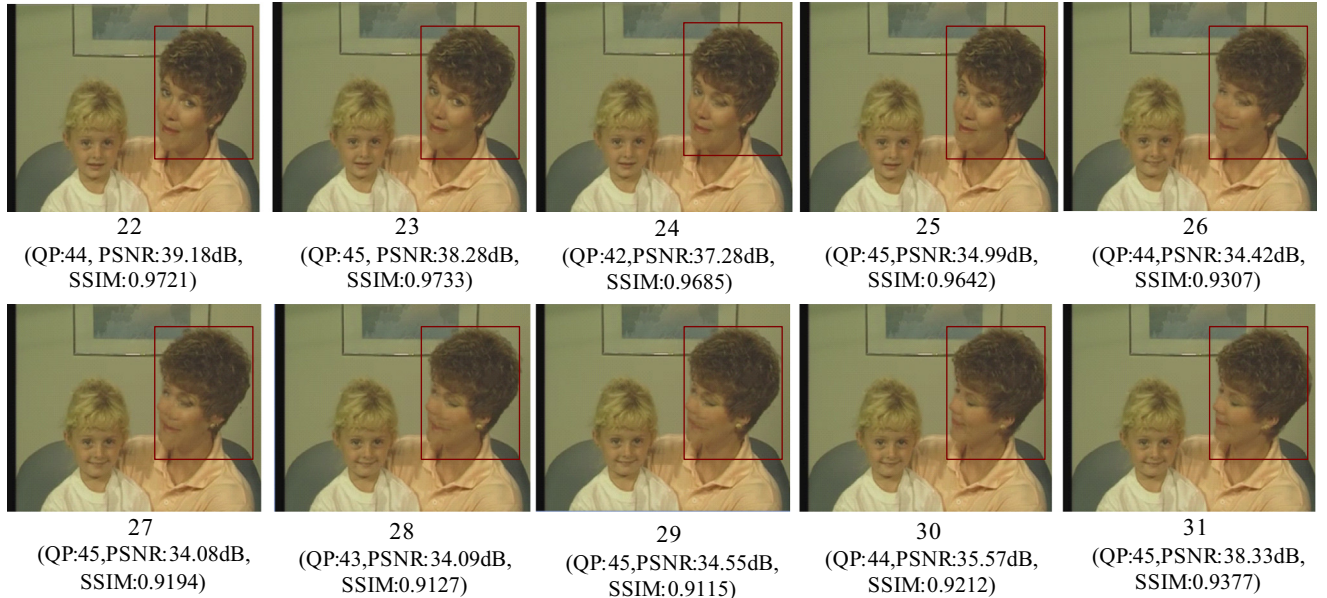 22
(QP:44, PSNR:39.18dB,
SSIM:0.9721)
23
(QP:45, PSNR:38.28dB,
SSIM:0.9733)
24
(QP:42,PSNR:37.28dB,
SSIM:0.9685)
25
(QP:45,PSNR:34.99dB,
SSIM:0.9642)
26
(QP:44,PSNR:34.42dB,
SSIM:0.9307)
27
(QP:45,PSNR:34.08dB,
SSIM:0.9194)
28
(QP:43,PSNR:34.09dB,
SSIM:0.9127)
29
(QP:45,PSNR:34.55dB,
SSIM:0.9115)
30
(QP:44,PSNR:35.57dB,
SSIM:0.9212)
31
(QP:45,PSNR:38.33dB,
SSIM:0.9377)